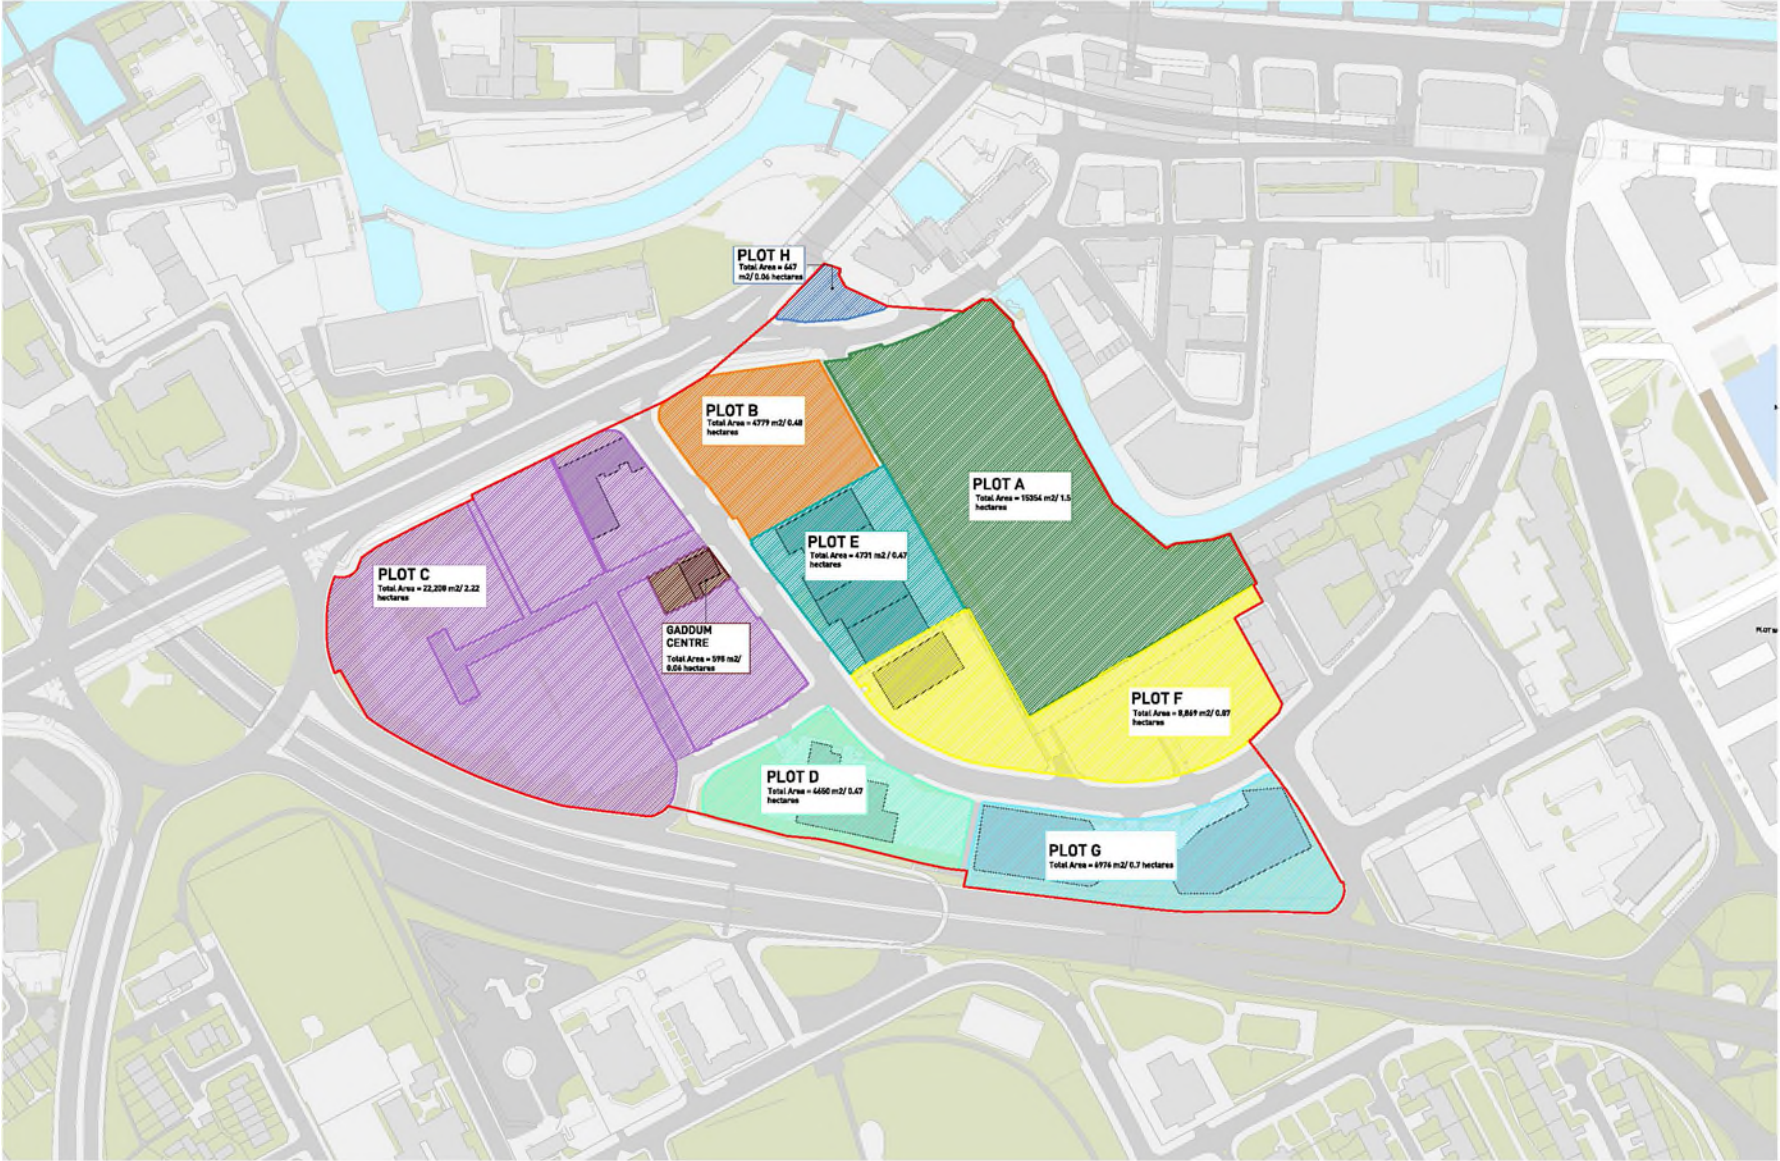 PLOT H
Total Area = 647
m2/ 0.06 hectares
PLOT B
Total Area = 4779 m2/ 0.48
hectares
PLOT A
Total Area = 15354 m2/ 1.5
hectares
PLOT E
Total Area = 4731 m2 / 0.47
hectares
PLOT C
Total Area = 22,208 m2/ 2.22
hectares
GADDUM
CENTRE
Total Area = 598 m2/
0.06 hectares
PLOT F
Total Area = 8,869 m2/ 0.87
hectares
PLOT D
Total Area = 4650 m2/ 0.47
hectares
PLOT G
Total Area = 6976 m2/ 0.7 hectares
PLOT